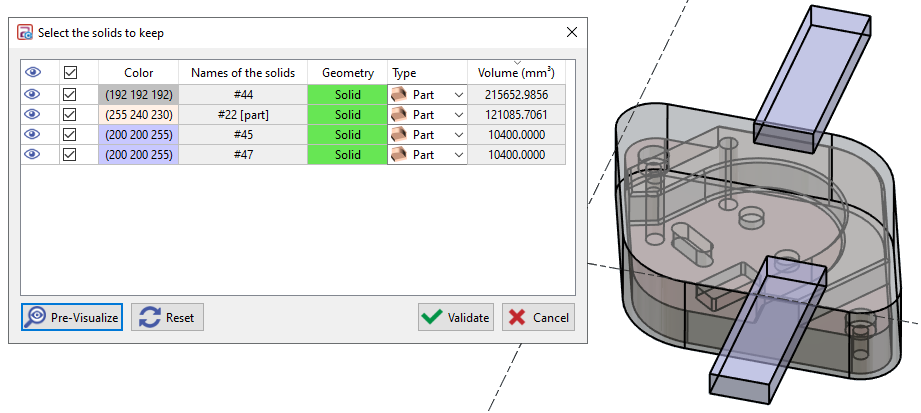 Select the solids to keep
Color Names of the solids Geometry Type Volume (mm³)
(192 192 192) #44 Solid Part 215652.9856
(255 240 230) #22 [part] Solid Part 121085.7061
(200 200 255) #45 Solid Part 10400.0000
(200 200 255) #47 Solid Part 10400.0000
Pre-Visualize Reset Validate Cancel